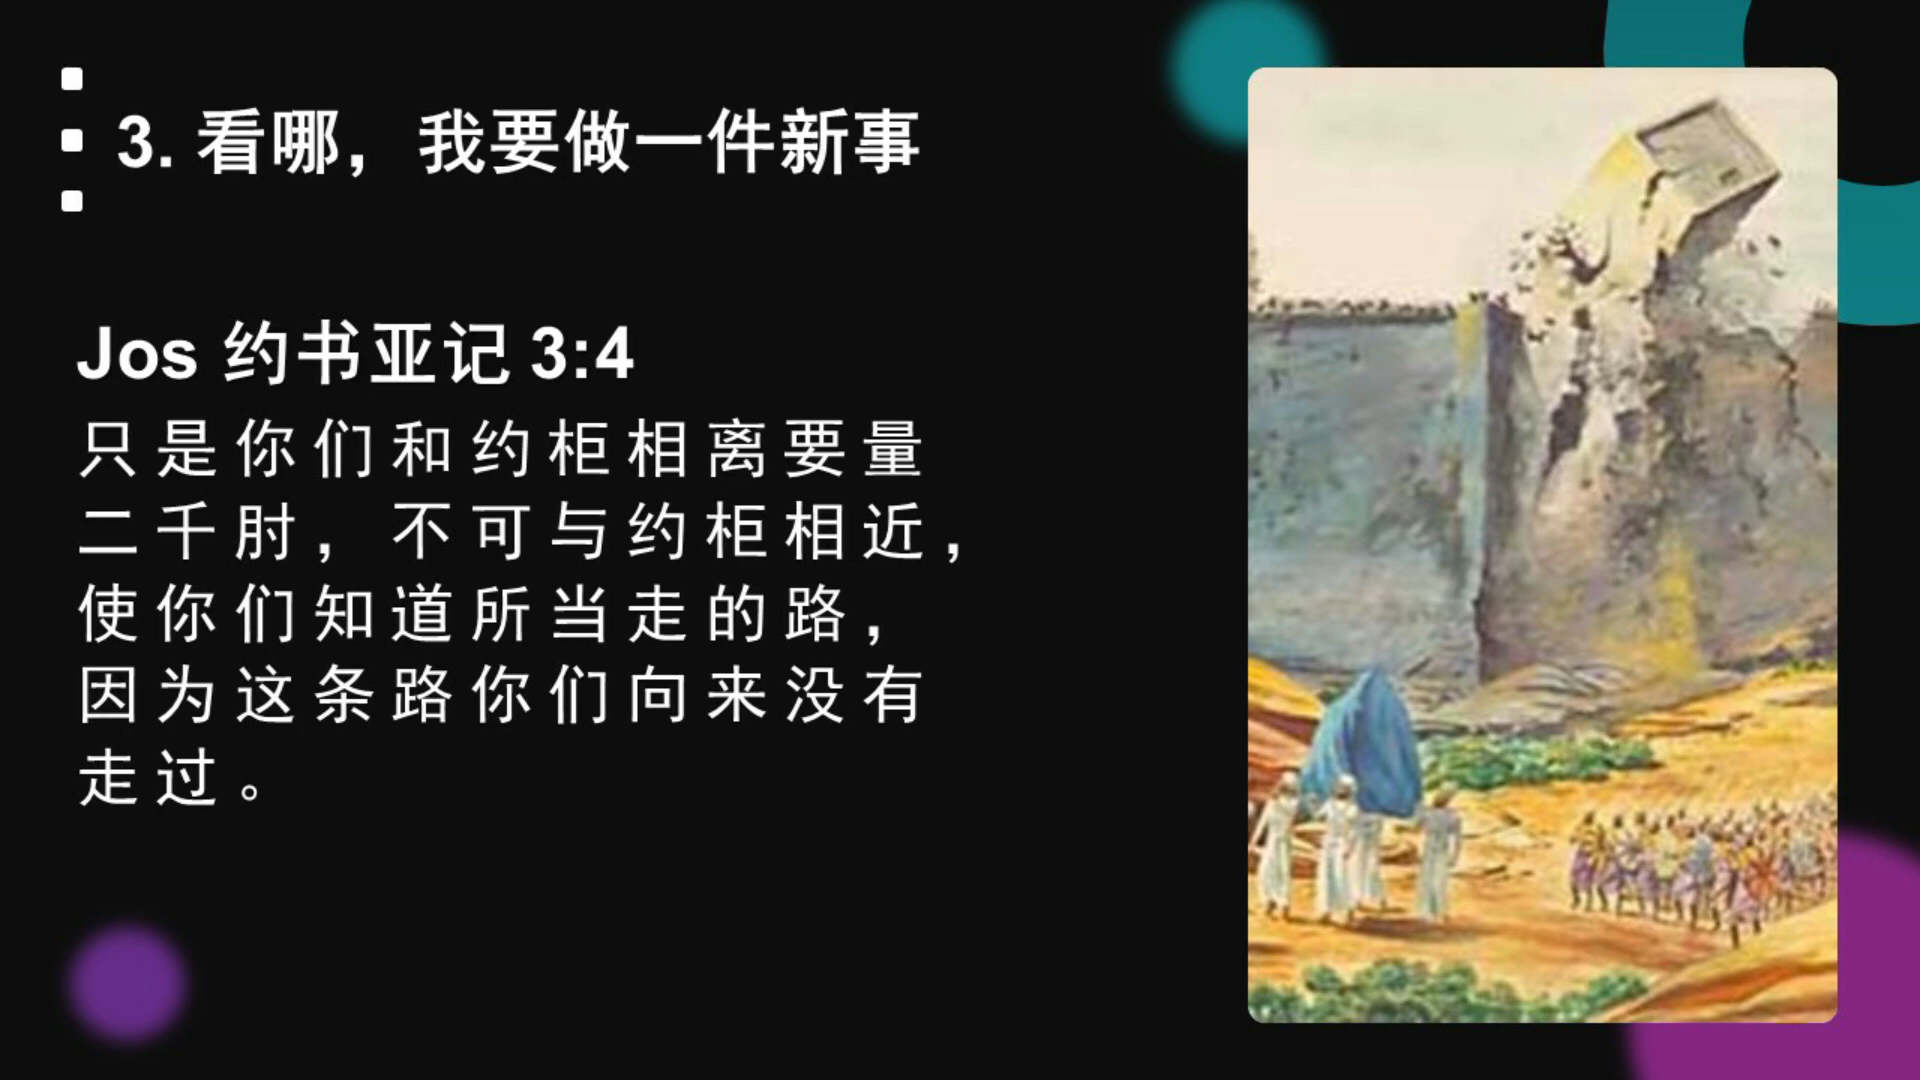 3. 看哪，我要做一件新事
Jos 约书亚记 3:4
只是你们和约柜相离要量
二千肘，不可与约柜相近，
使你们知道所当走的路，
因为这条路你们向来没有
走过。